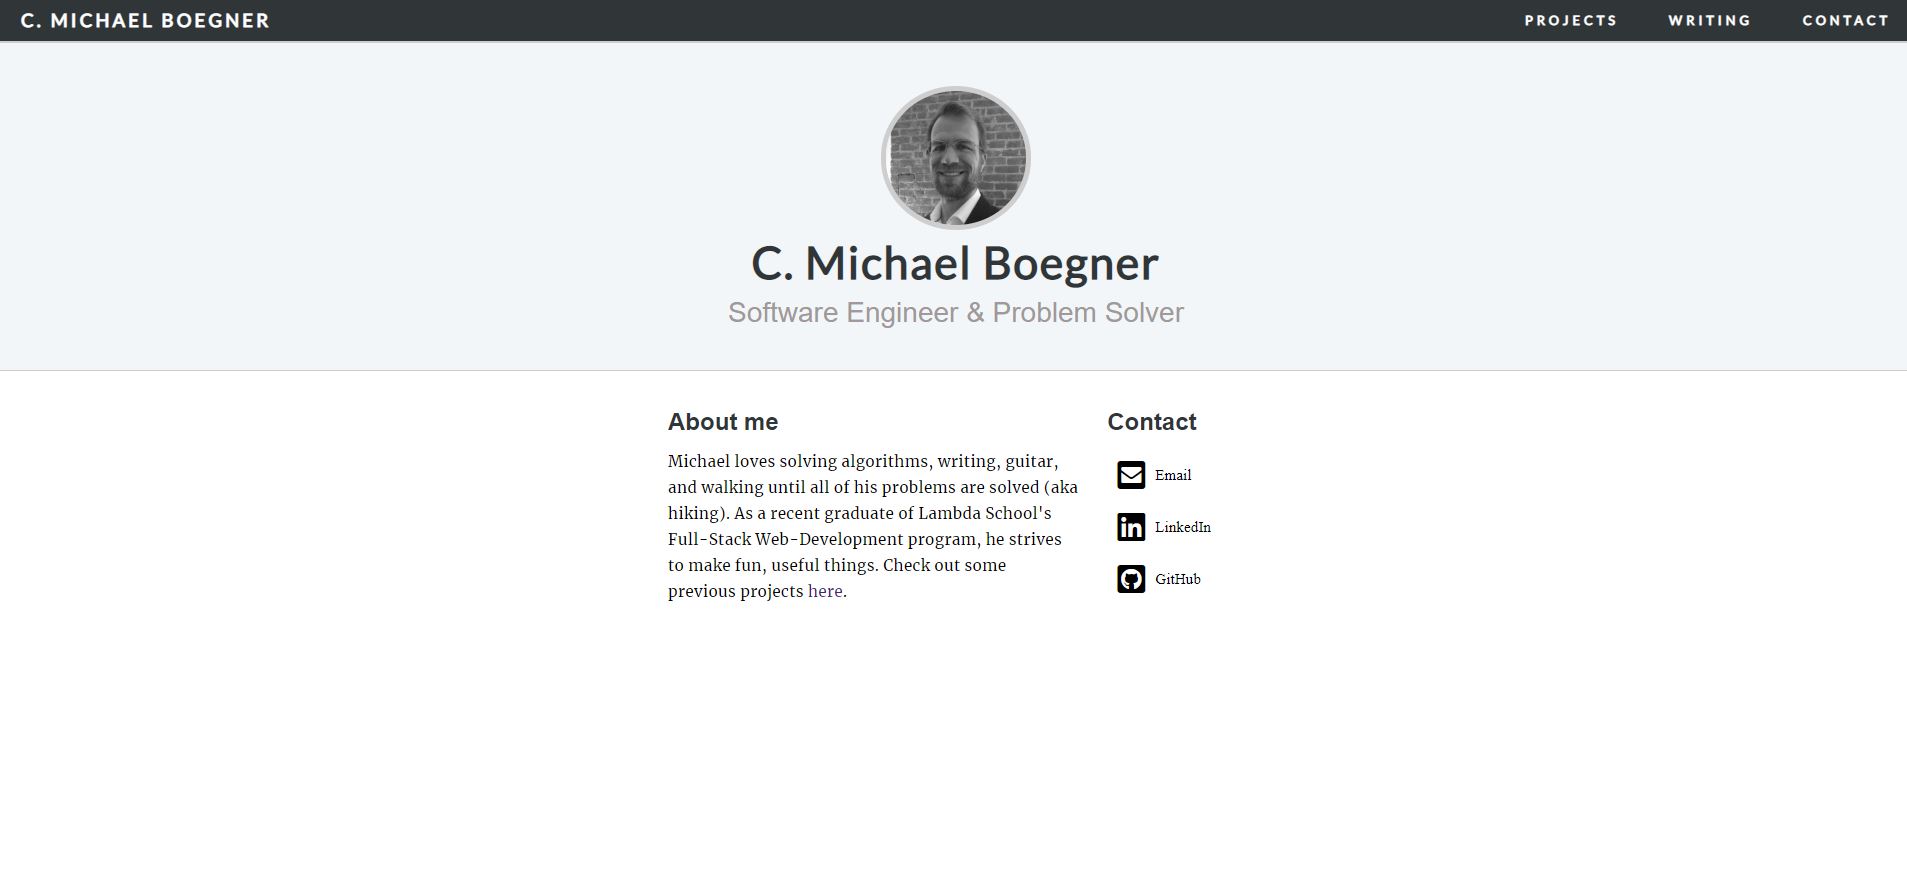 C. MICHAEL BOEGNER
PROJECTS
WRITING
CONTACT
C. Michael Boegner
Software Engineer & Problem Solver
About me
Michael loves solving algorithms, writing, guitar,
and walking until all of his problems are solved (aka
hiking). As a recent graduate of Lambda School's
Full-Stack Web-Development program, he strives
to make fun, useful things. Check out some
previous projects here.
Contact
Email
LinkedIn
GitHub